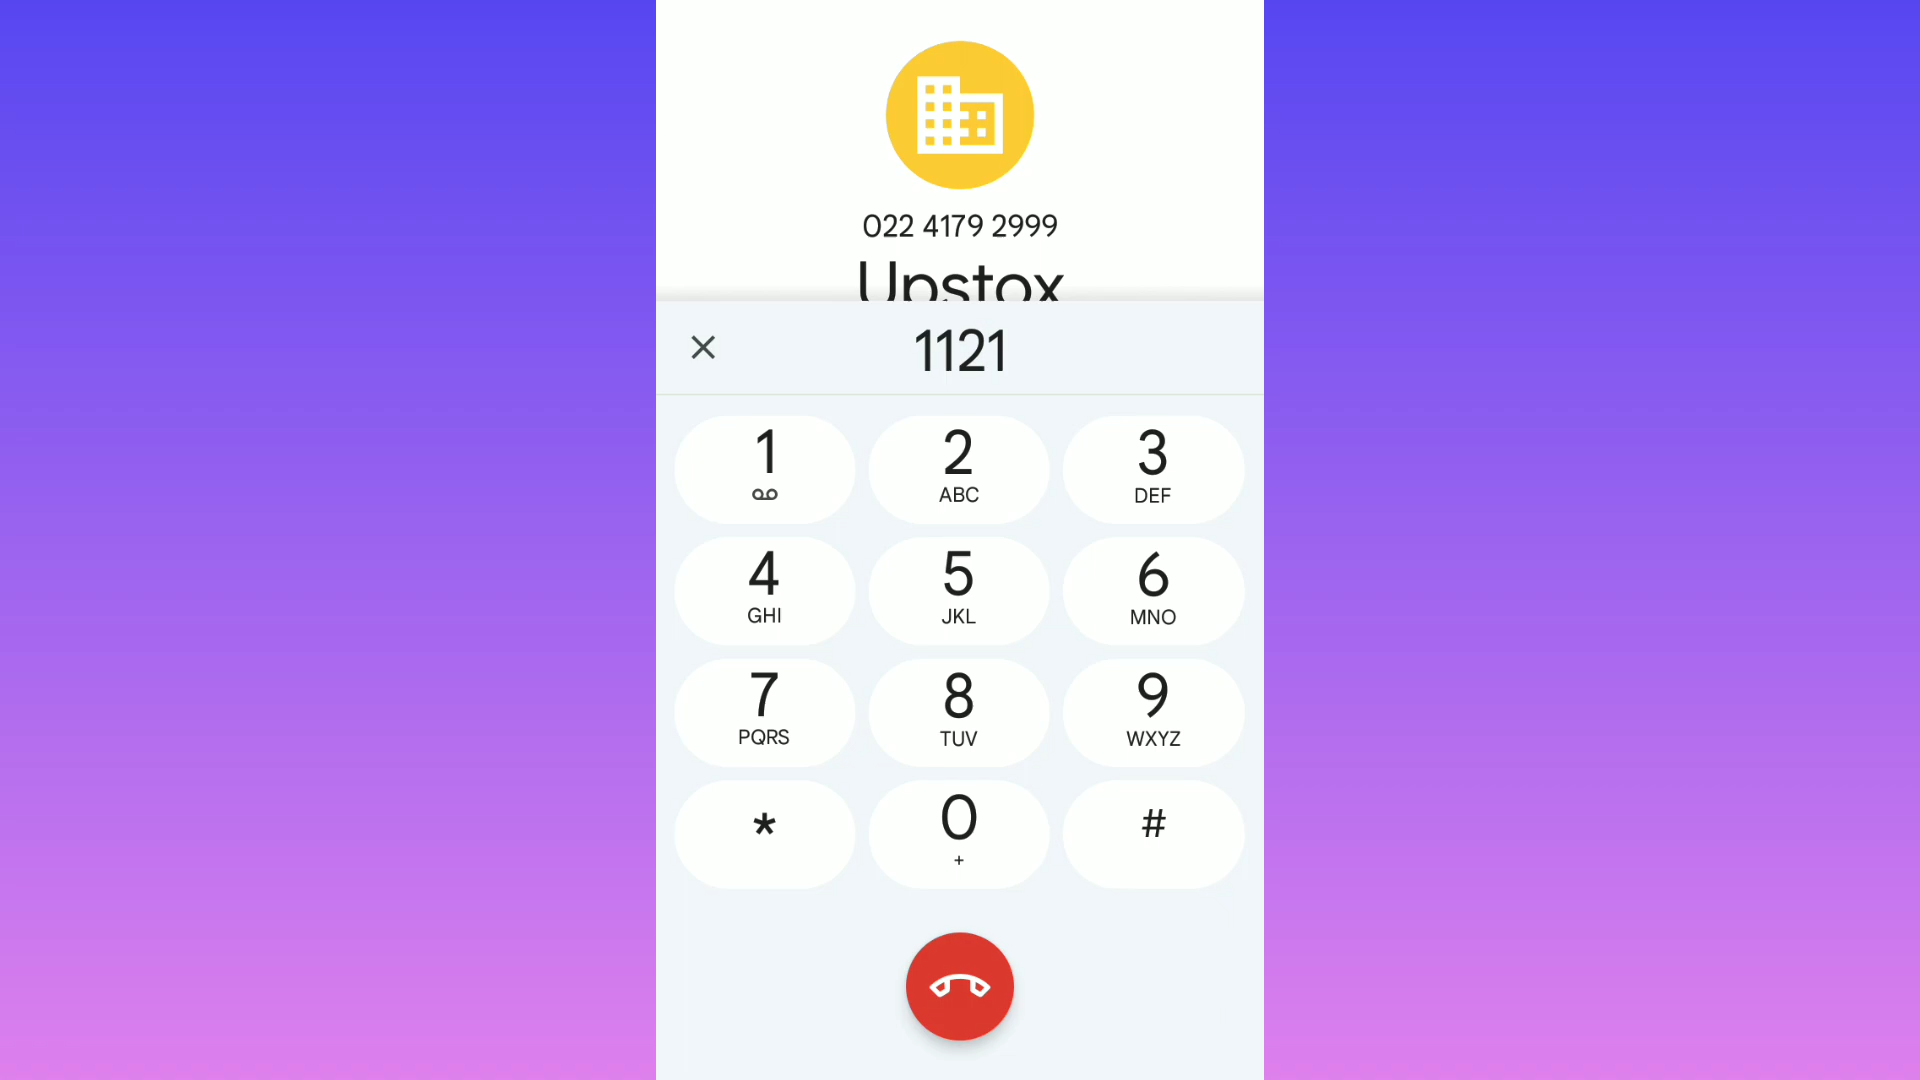 022 4179 2999
Upstox
1121
1 2 3
ABC DEF
4 5 6
GHI JKL MNO
7 8 9
PQRS TUV WXYZ
* 0 #
+